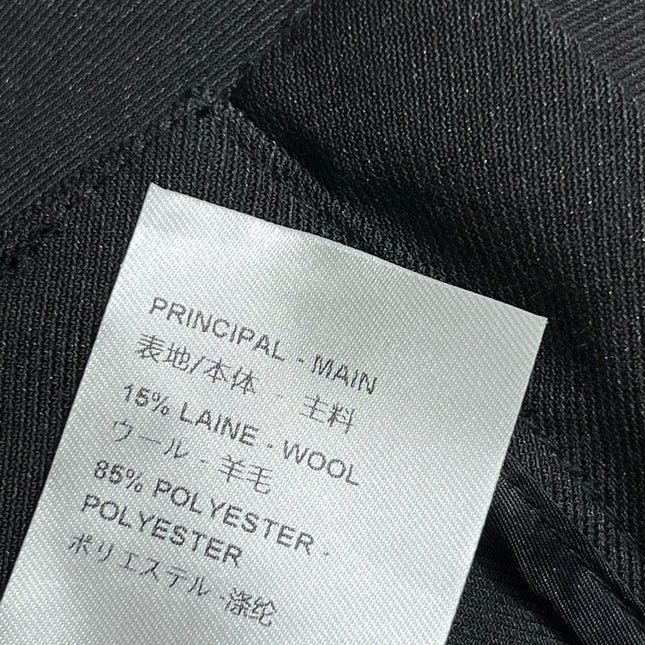 PRINCIPAL - MAIN
表地/本体 - 主料
15% LAINE - WOOL
ウール - 羊毛
85% POLYESTER -
POLYESTER
ポリエステル -涤纶